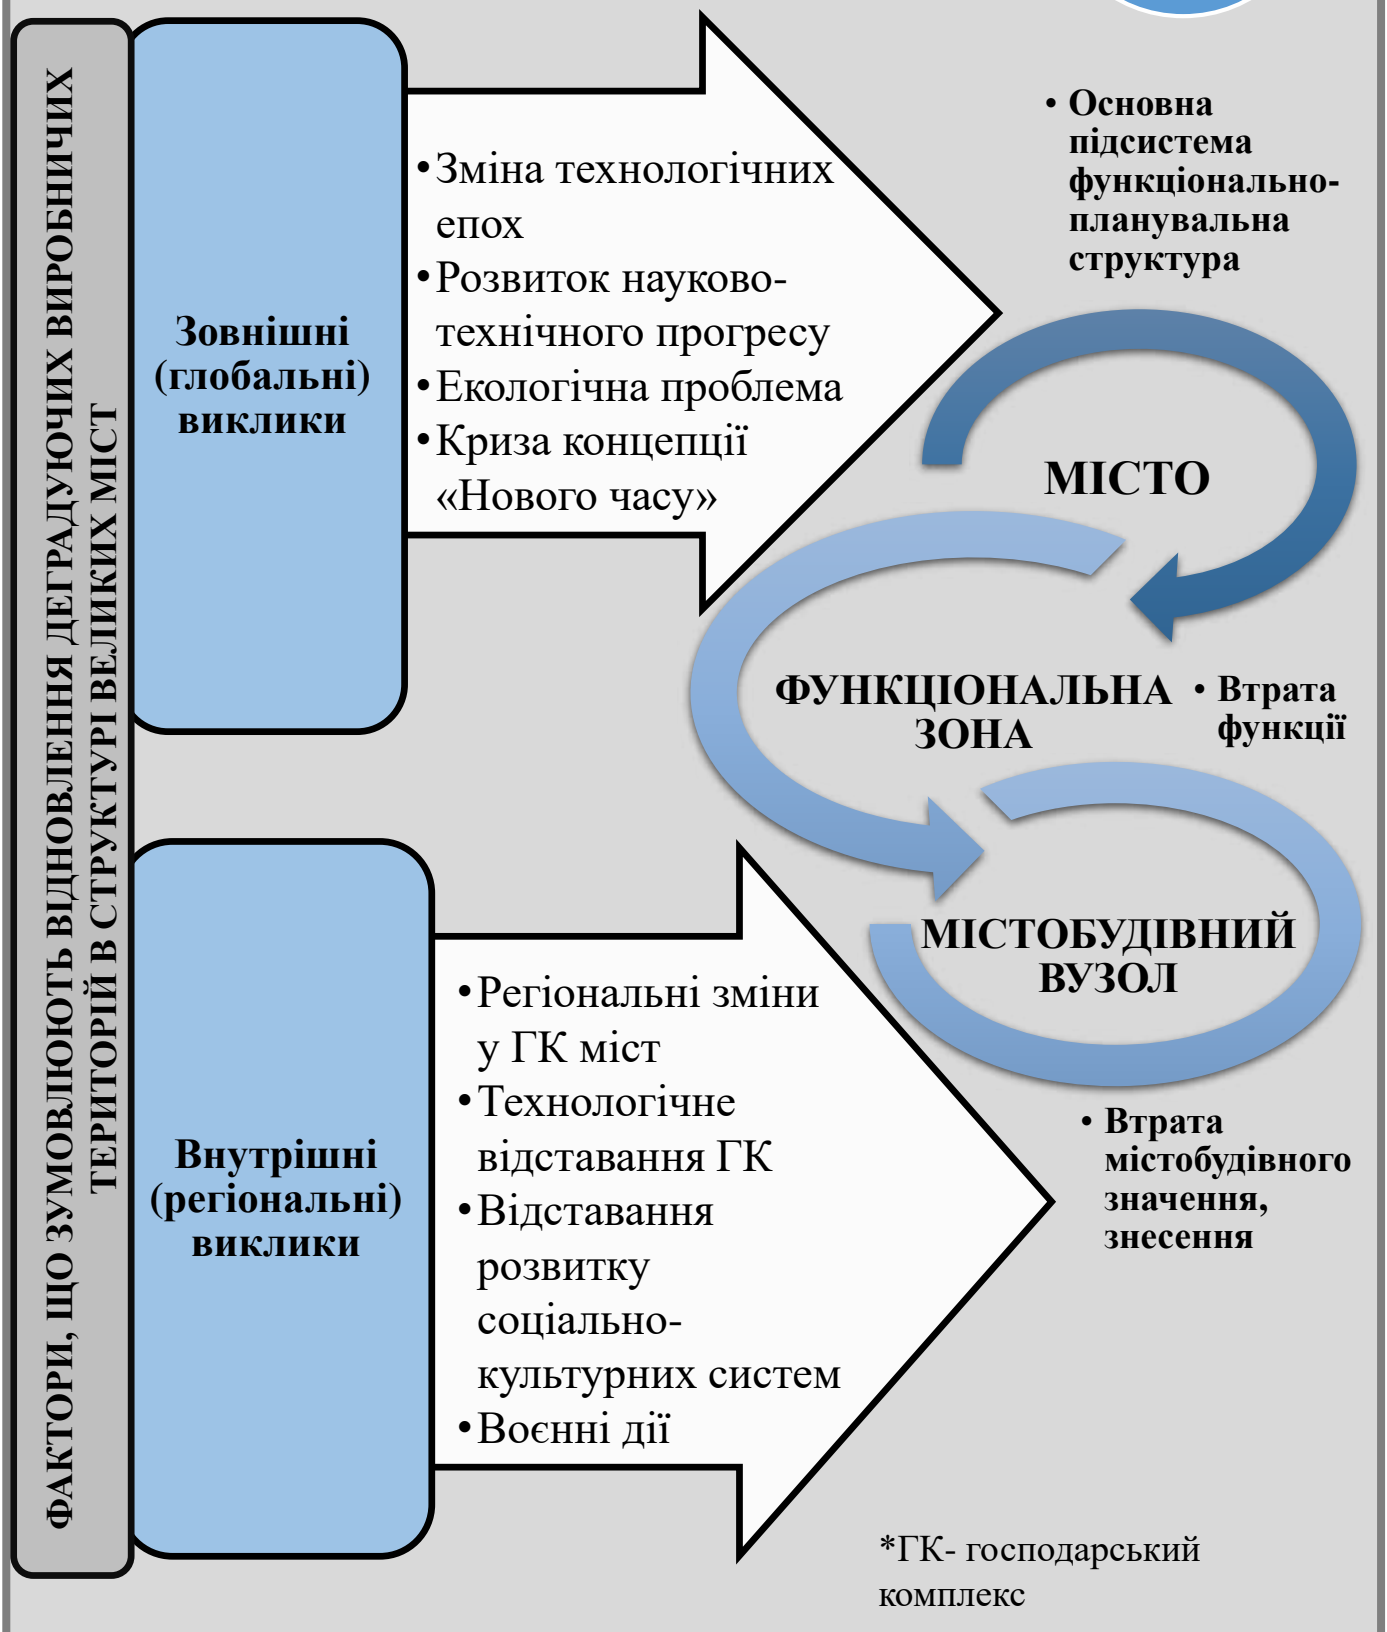 ФАКТОРИ, ЩО ЗУМОВЛЮЮТЬ ВІДНОВЛЕННЯ ДЕГРАДУЮЧИХ ВИРОБНИЧИХ
ТЕРИТОРІЙ В СТРУКТУРІ ВЕЛИКИХ МІСТ
Зовнішні
(глобальні)
виклики
•Зміна технологічних
епох
•Розвиток науково-
технічного прогресу
•Екологічна проблема
•Криза концепції
«Нового часу»
Внутрішні
(регіональні)
виклики
•Регіональні зміни
у ГК міст
•Технологічне
відставання ГК
•Відставання
розвитку
соціально-
культурних систем
•Воєнні дії
• Основна
підсистема
функціонально-
планувальна
структура
МІСТО
ФУНКЦІОНАЛЬНА
ЗОНА
• Втрата
функції
МІСТОБУДІВНИЙ
ВУЗОЛ
• Втрата
містобудівного
значення,
знесення
*ГК- господарський
комплекс